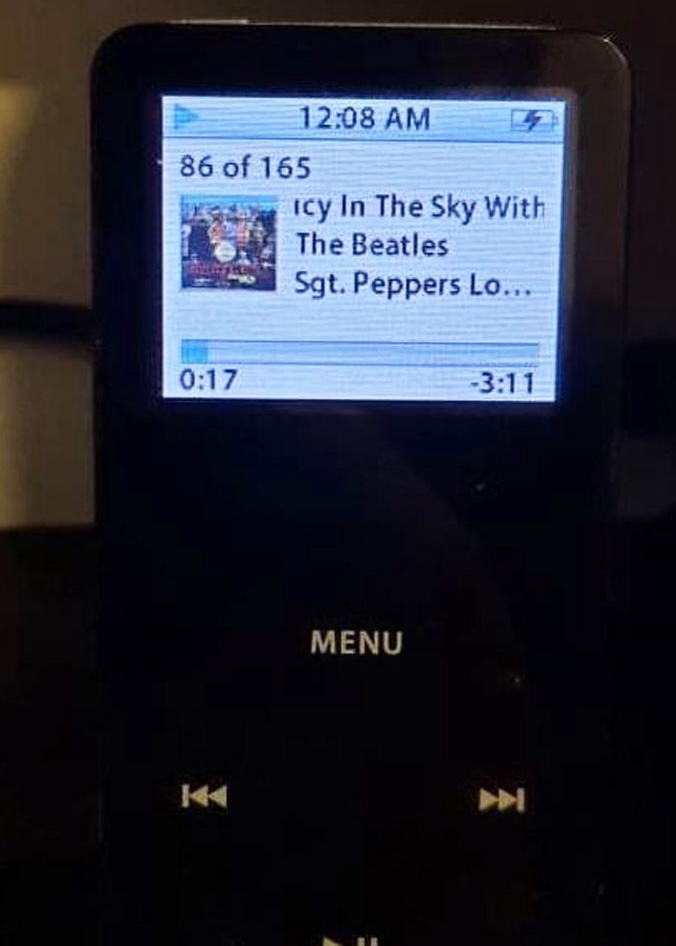 12:08 AM
86 of 165
icy In The Sky With
The Beatles
Sgt. Peppers Lo...
0:17 -3:11
MENU